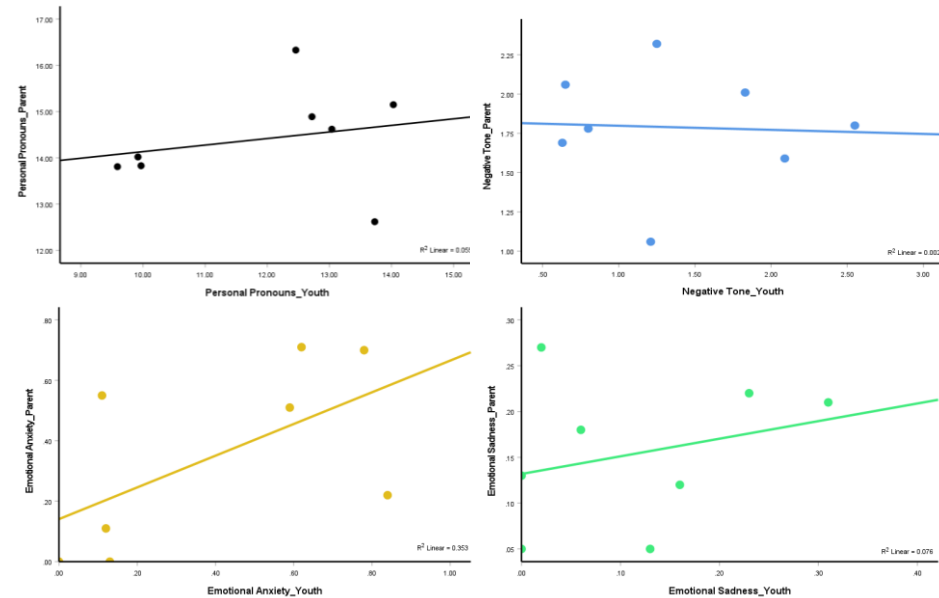 17.00
16.00
15.00
14.00
13.00
12.00
Personal Pronouns_Parent
9.00 10.00 11.00 12.00 13.00 14.00 15.00
Personal Pronouns_Youth
R² Linear = 0.055
2.25
2.00
1.75
1.50
1.25
1.00
Negative Tone_Parent
.50 1.00 1.50 2.00 2.50 3.00
Negative Tone_Youth
R² Linear = 0.003
.80
.60
.40
.20
.00
Emotional Anxiety_Parent
.00 .20 .40 .60 .80 1.00
Emotional Anxiety_Youth
R² Linear = 0.353
.30
.25
.20
.15
.10
.05
Emotional Sadness_Parent
.00 .10 .20 .30 .40
Emotional Sadness_Youth
R² Linear = 0.076